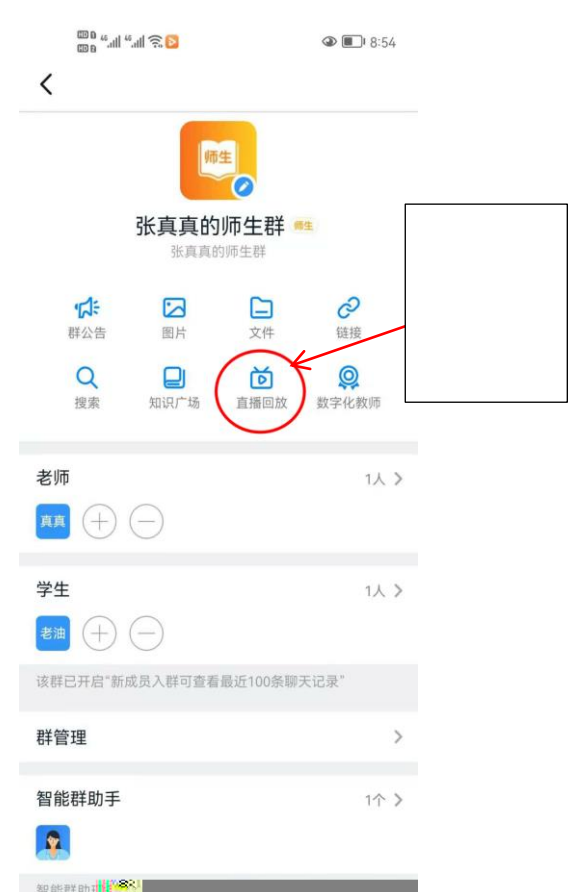 8:54
师生
张真真的师生群 师生
张真真的师生群
群公告 图片 文件 链接
搜索 知识广场 直播回放 数字化教师
老师 1人
真真
学生 1人
老油
该群已开启“新成员入群可查看最近100条聊天记录”
群管理
智能群助手 1个